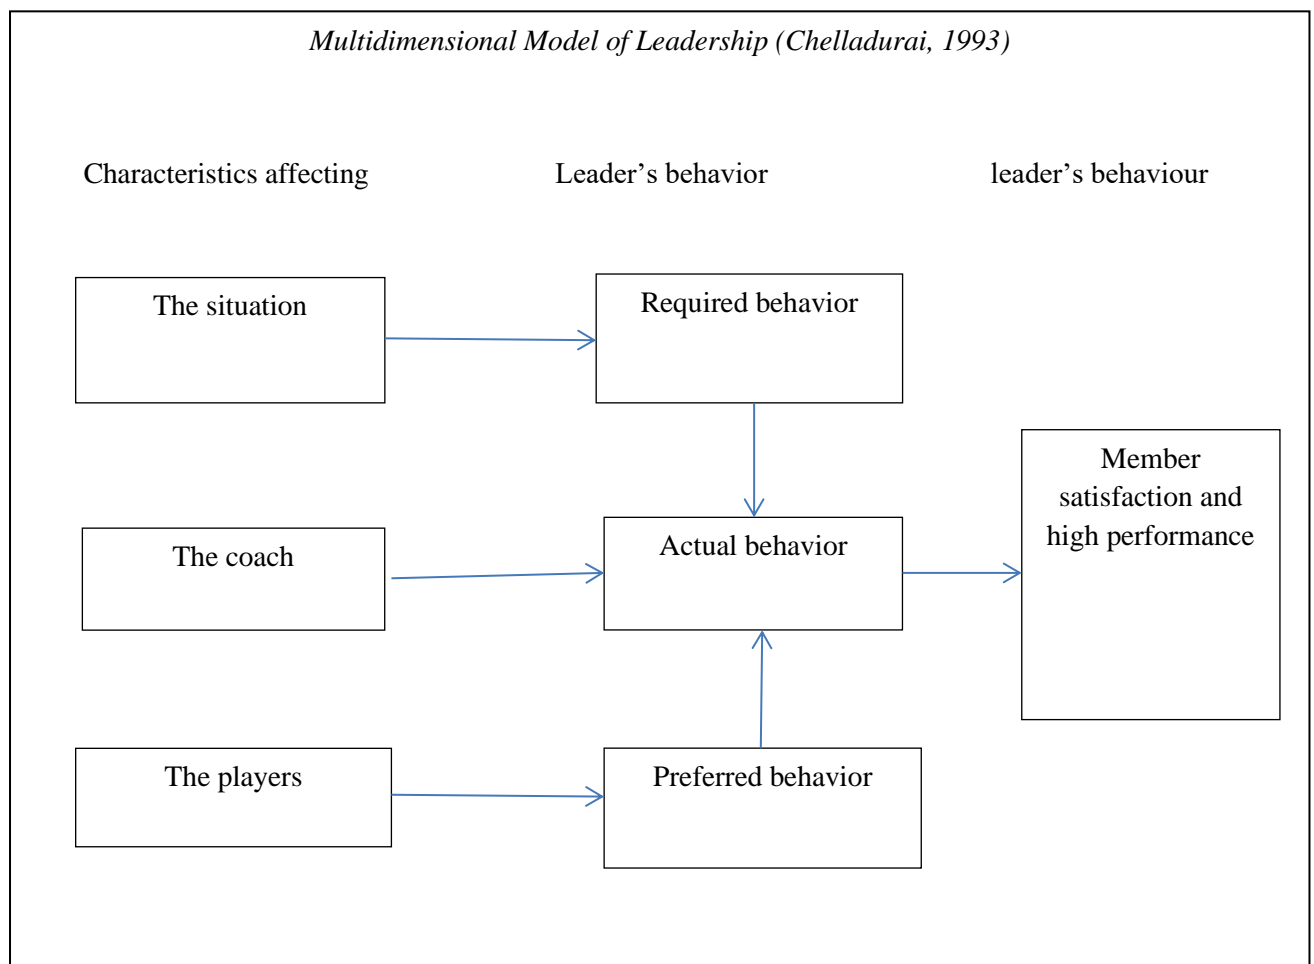 Multidimensional Model of Leadership (Chelladurai, 1993)
Characteristics affecting
Leader’s behavior
leader’s behaviour
The situation
Required behavior
Member
satisfaction and
high performance
The coach
Actual behavior
The players
Preferred behavior